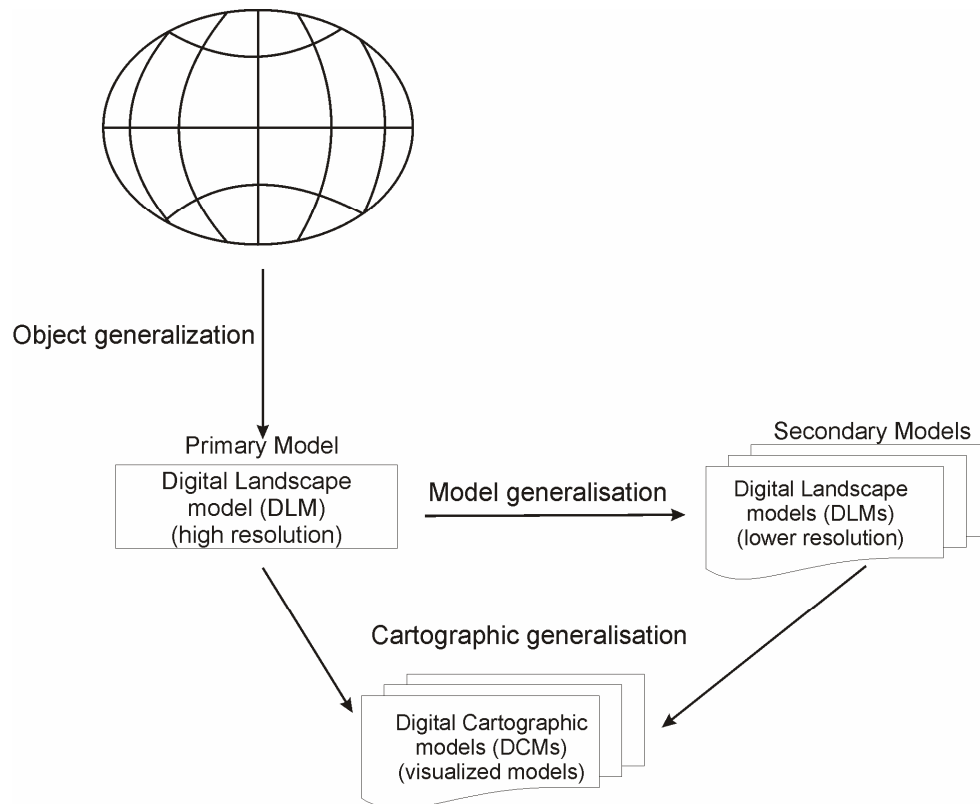 Object generalization
Primary Model
Digital Landscape
model (DLM)
(high resolution)
Model generalisation
Secondary Models
Digital Landscape
models (DLMs)
(lower resolution)
Cartographic generalisation
Digital Cartographic
models (DCMs)
(visualized models)